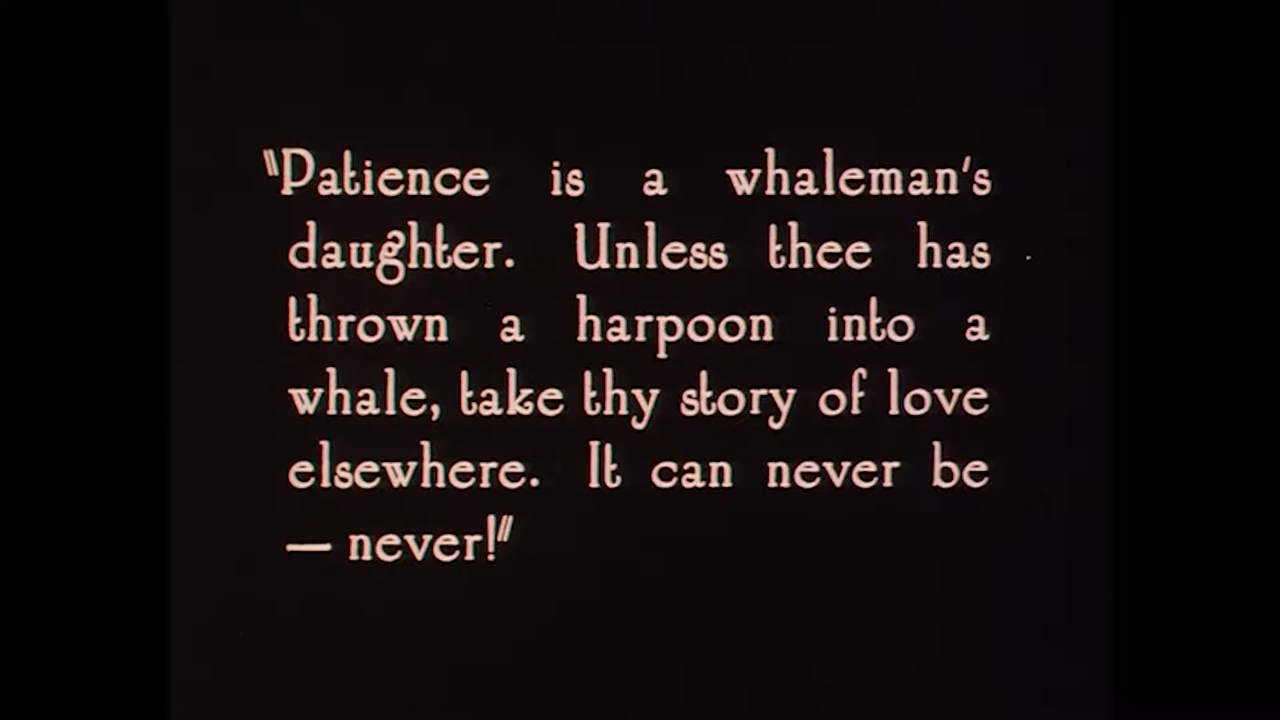 "Patience is a whaleman's
daughter. Unless thee has
thrown a harpoon into a
whale, take thy story of love
elsewhere. It can never be
— never!"